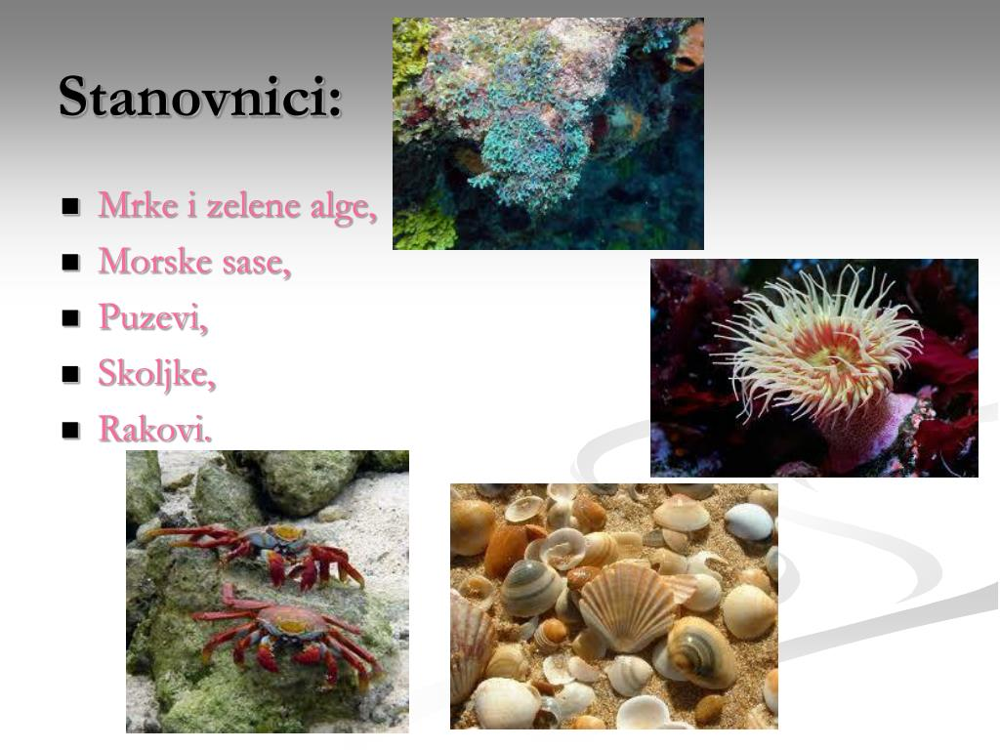 Stanovnici:
Mrke i zelene alge,
Morske sase,
Puzevi,
Skoljke,
Rakovi.